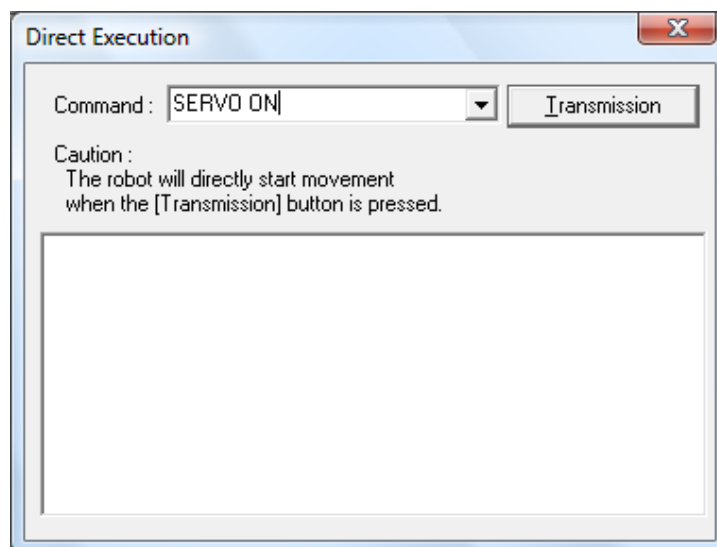 Direct Execution
Command : SERVO ON Transmission
Caution :
The robot will directly start movement
when the [Transmission] button is pressed.